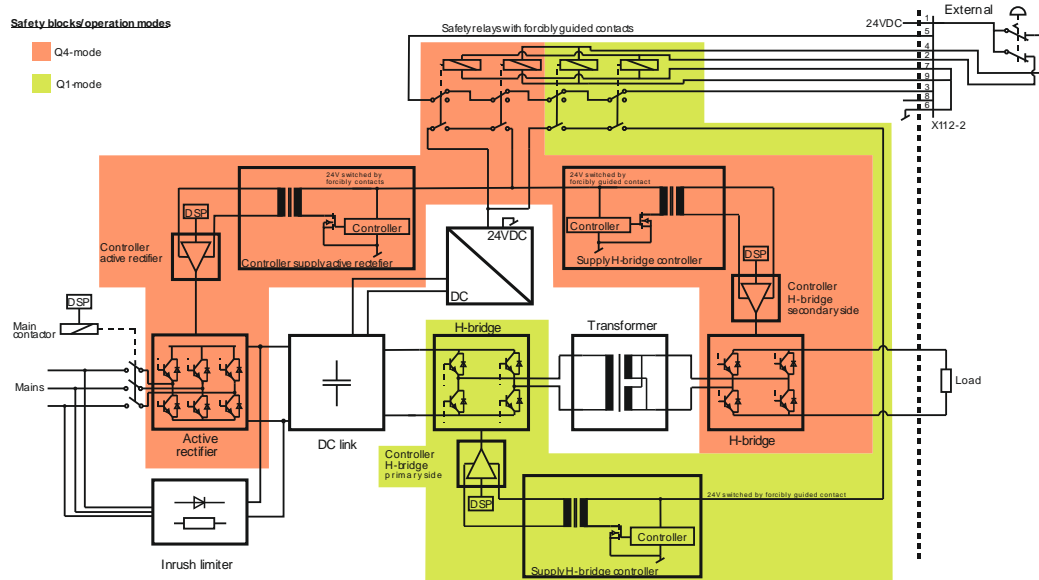 Safety blocks/operation modes
Q4-mode
Q1-mode
Safety relays with forcibly guided contacts
24VDC
External
1
5
4
2
7
9
3
8
6
X112-2
24V switched by
forcibly contacts
Controller
Controller supply active rectefier
DSP
Controller
active rectifier
24VDC
DC
24V switched by
forcibly guided contact
Controller
Supply H-bridge controller
DSP
Controller
H-bridge
secondary side
DSP
Main
contactor
Mains
Active
rectifier
DC link
H-bridge
Transformer
H-bridge
Load
Controller
H-bridge
primary side
DSP
24V switched by forcibly guided contact
Controller
Supply H-bridge controller
Inrush limiter